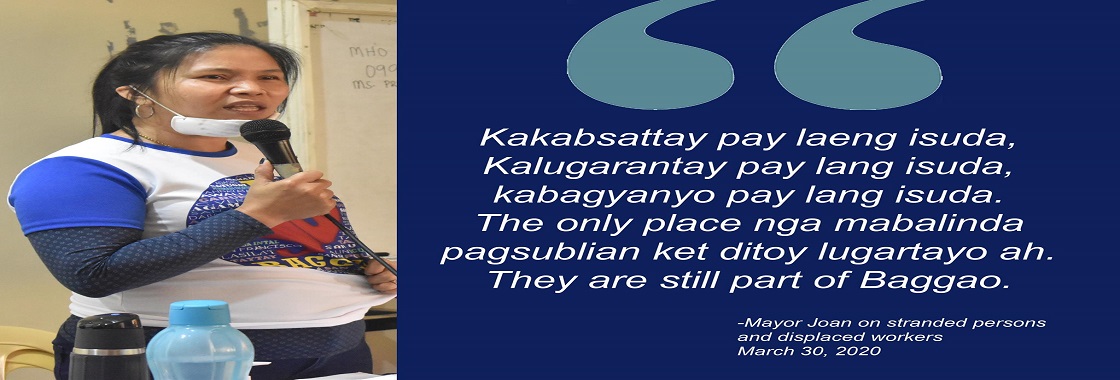 MHO
099
MS. PR
Kakabsattay pay laeng isuda,
Kalugarantay pay lang isuda,
kabagyanyo pay lang isuda.
The only place nga mabalinda
pagsublian ket ditoy lugartayo ah.
They are still part of Baggao.
-Mayor Joan on stranded persons
and displaced workers
March 30, 2020